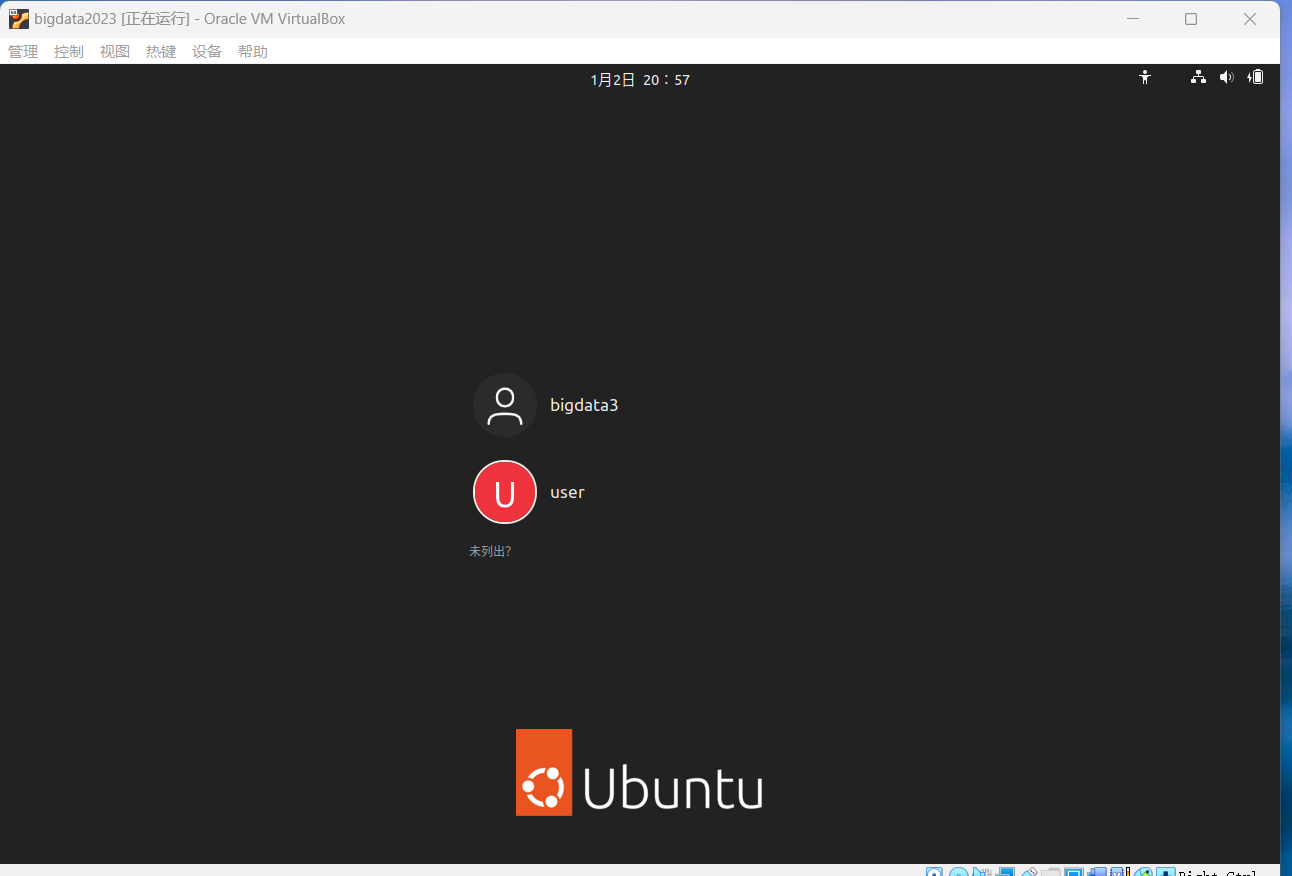 bigdata2023 [正在运行] - Oracle VM VirtualBox
管理 控制 视图 热键 设备 帮助
1月2日 20：57
bigdata3
U user
未列出?
Ubuntu
Right Ctrl